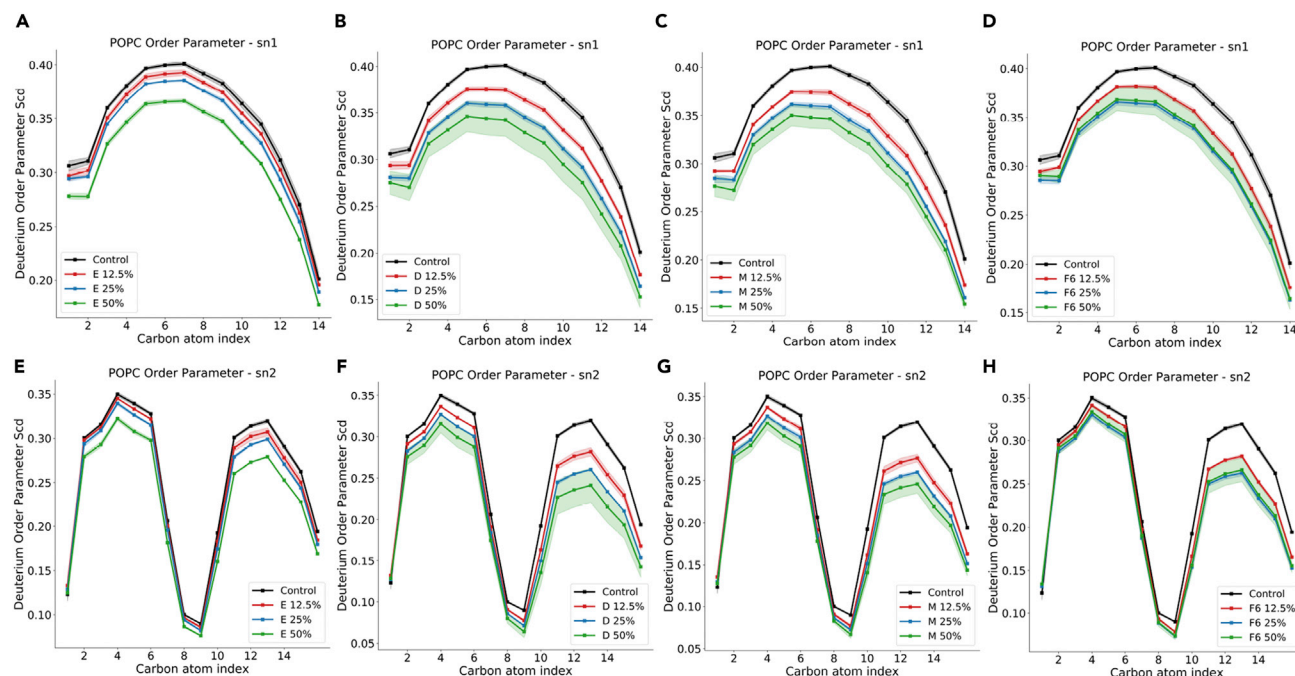 A
POPC Order Parameter - sn1
Deuterium Order Parameter Scd
0.40
0.35
0.30
0.25
0.20
Control
E 12.5%
E 25%
E 50%
2 4 6 8 10 12 14
Carbon atom index
B
POPC Order Parameter - sn1
Deuterium Order Parameter Scd
0.40
0.35
0.30
0.25
0.20
0.15
Control
D 12.5%
D 25%
D 50%
2 4 6 8 10 12 14
Carbon atom index
C
POPC Order Parameter - sn1
Deuterium Order Parameter Scd
0.40
0.35
0.30
0.25
0.20
0.15
Control
M 12.5%
M 25%
M 50%
2 4 6 8 10 12 14
Carbon atom index
D
POPC Order Parameter - sn1
Deuterium Order Parameter Scd
0.40
0.35
0.30
0.25
0.20
0.15
Control
F6 12.5%
F6 25%
F6 50%
2 4 6 8 10 12 14
Carbon atom index
E
POPC Order Parameter - sn2
Deuterium Order Parameter Scd
0.35
0.30
0.25
0.20
0.15
0.10
Control
E 12.5%
E 25%
E 50%
2 4 6 8 10 12 14
Carbon atom index
F
POPC Order Parameter - sn2
Deuterium Order Parameter Scd
0.35
0.30
0.25
0.20
0.15
0.10
0.05
Control
D 12.5%
D 25%
D 50%
2 4 6 8 10 12 14
Carbon atom index
G
POPC Order Parameter - sn2
Deuterium Order Parameter Scd
0.35
0.30
0.25
0.20
0.15
0.10
0.05
Control
M 12.5%
M 25%
M 50%
2 4 6 8 10 12 14
Carbon atom index
H
POPC Order Parameter - sn2
Deuterium Order Parameter Scd
0.35
0.30
0.25
0.20
0.15
0.10
Control
F6 12.5%
F6 25%
F6 50%
2 4 6 8 10 12 14
Carbon atom index